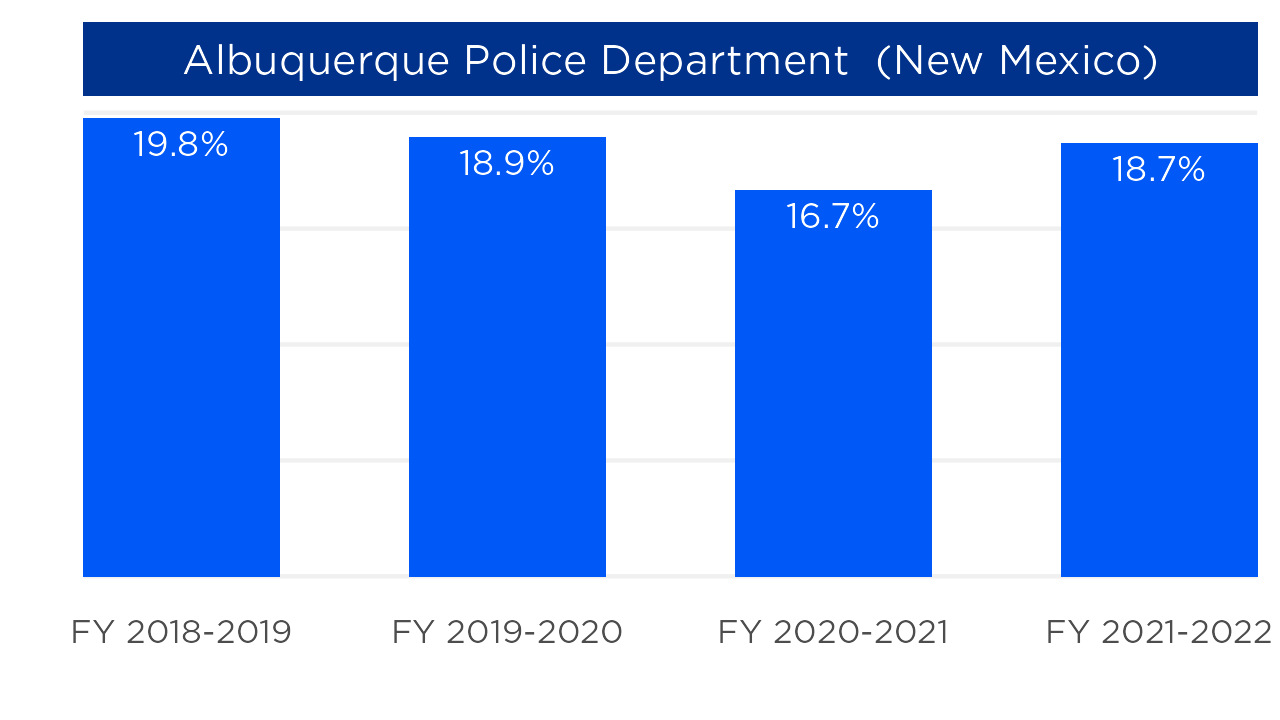 Albuquerque Police Department (New Mexico)
19.8%
18.9%
16.7%
18.7%
FY 2018-2019
FY 2019-2020
FY 2020-2021
FY 2021-2022